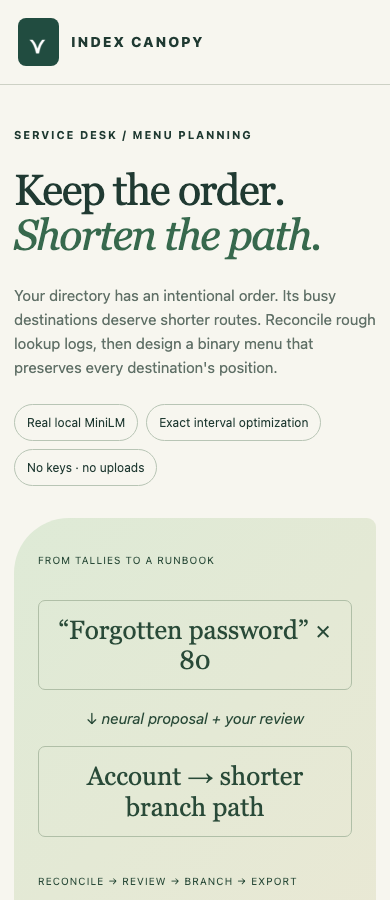 INDEX CANOPY
SERVICE DESK / MENU PLANNING
Keep the order.
Shorten the path.
Your directory has an intentional order. Its busy
destinations deserve shorter routes. Reconcile rough
lookup logs, then design a binary menu that
preserves every destination's position.
Real local MiniLM
Exact interval optimization
No keys · no uploads
FROM TALLIES TO A RUNBOOK
“Forgotten password” ×
80
↓ neural proposal + your review
Account → shorter
branch path
RECONCILE → REVIEW → BRANCH → EXPORT